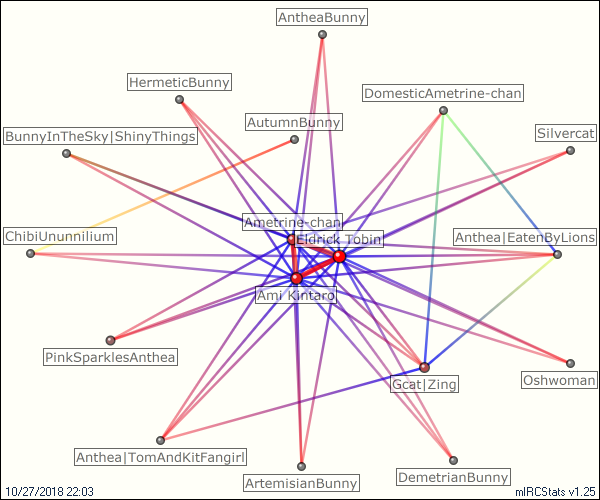 AntheaBunny
HermeticBunny
DomesticAmetrine-chan
AutumnBunny
BunnyInTheSky|ShinyThings
Silvercat
Ametrine-chan
ChibiUnunnilium
Eldrick Tobin
Anthea|EatenByLions
Ami Kintaro
PinkSparklesAnthea
Gcat|Zing
Oshwoman
Anthea|TomAndKitFangirl
ArtemisianBunny
DemetrianBunny
10/27/2018 22:03
mIRCStats v1.25